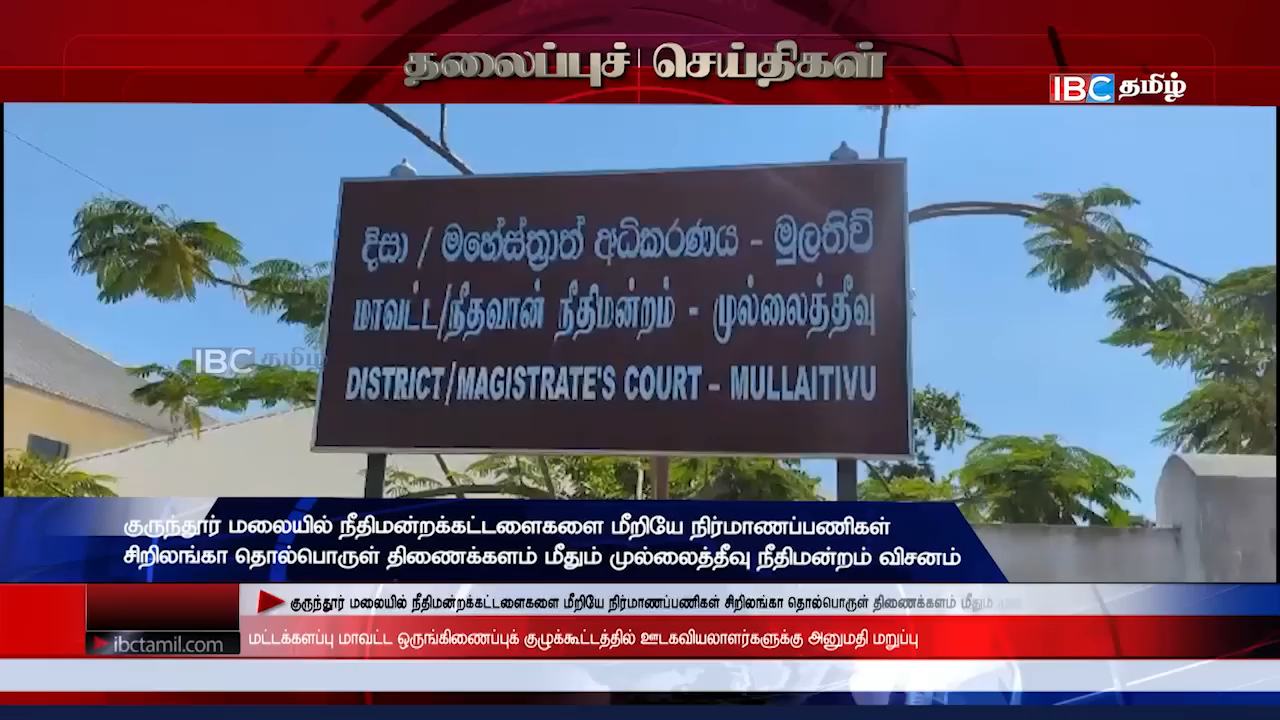 தலைப்புச் செய்திகள்
IBC தமிழ்
දිසා / මහේස්ත්‍රාත් අධිකරණය – මුලතිව්
மாவட்ட/நீதவான் நீதிமன்றம் - முல்லைத்தீவு
IBC தமிழ்
DISTRICT/MAGISTRATE'S COURT – MULLAITIVU
குருந்தூர் மலையில் நீதிமன்றக்கட்டளைகளை மீறியே நிர்மாணப்பணிகள்
சிறிலங்கா தொல்பொருள் திணைக்களம் மீதும் முல்லைத்தீவு நீதிமன்றம் விசனம்
குருந்தூர் மலையில் நீதிமன்றக்கட்டளைகளை மீறியே நிர்மாணப்பணிகள் சிறிலங்கா தொல்பொருள் திணைக்களம் மீதும்
ibctamil.com மட்டக்களப்பு மாவட்ட ஒருங்கிணைப்புக் குழுக்கூட்டத்தில் ஊடகவியலாளர்களுக்கு அனுமதி மறுப்பு